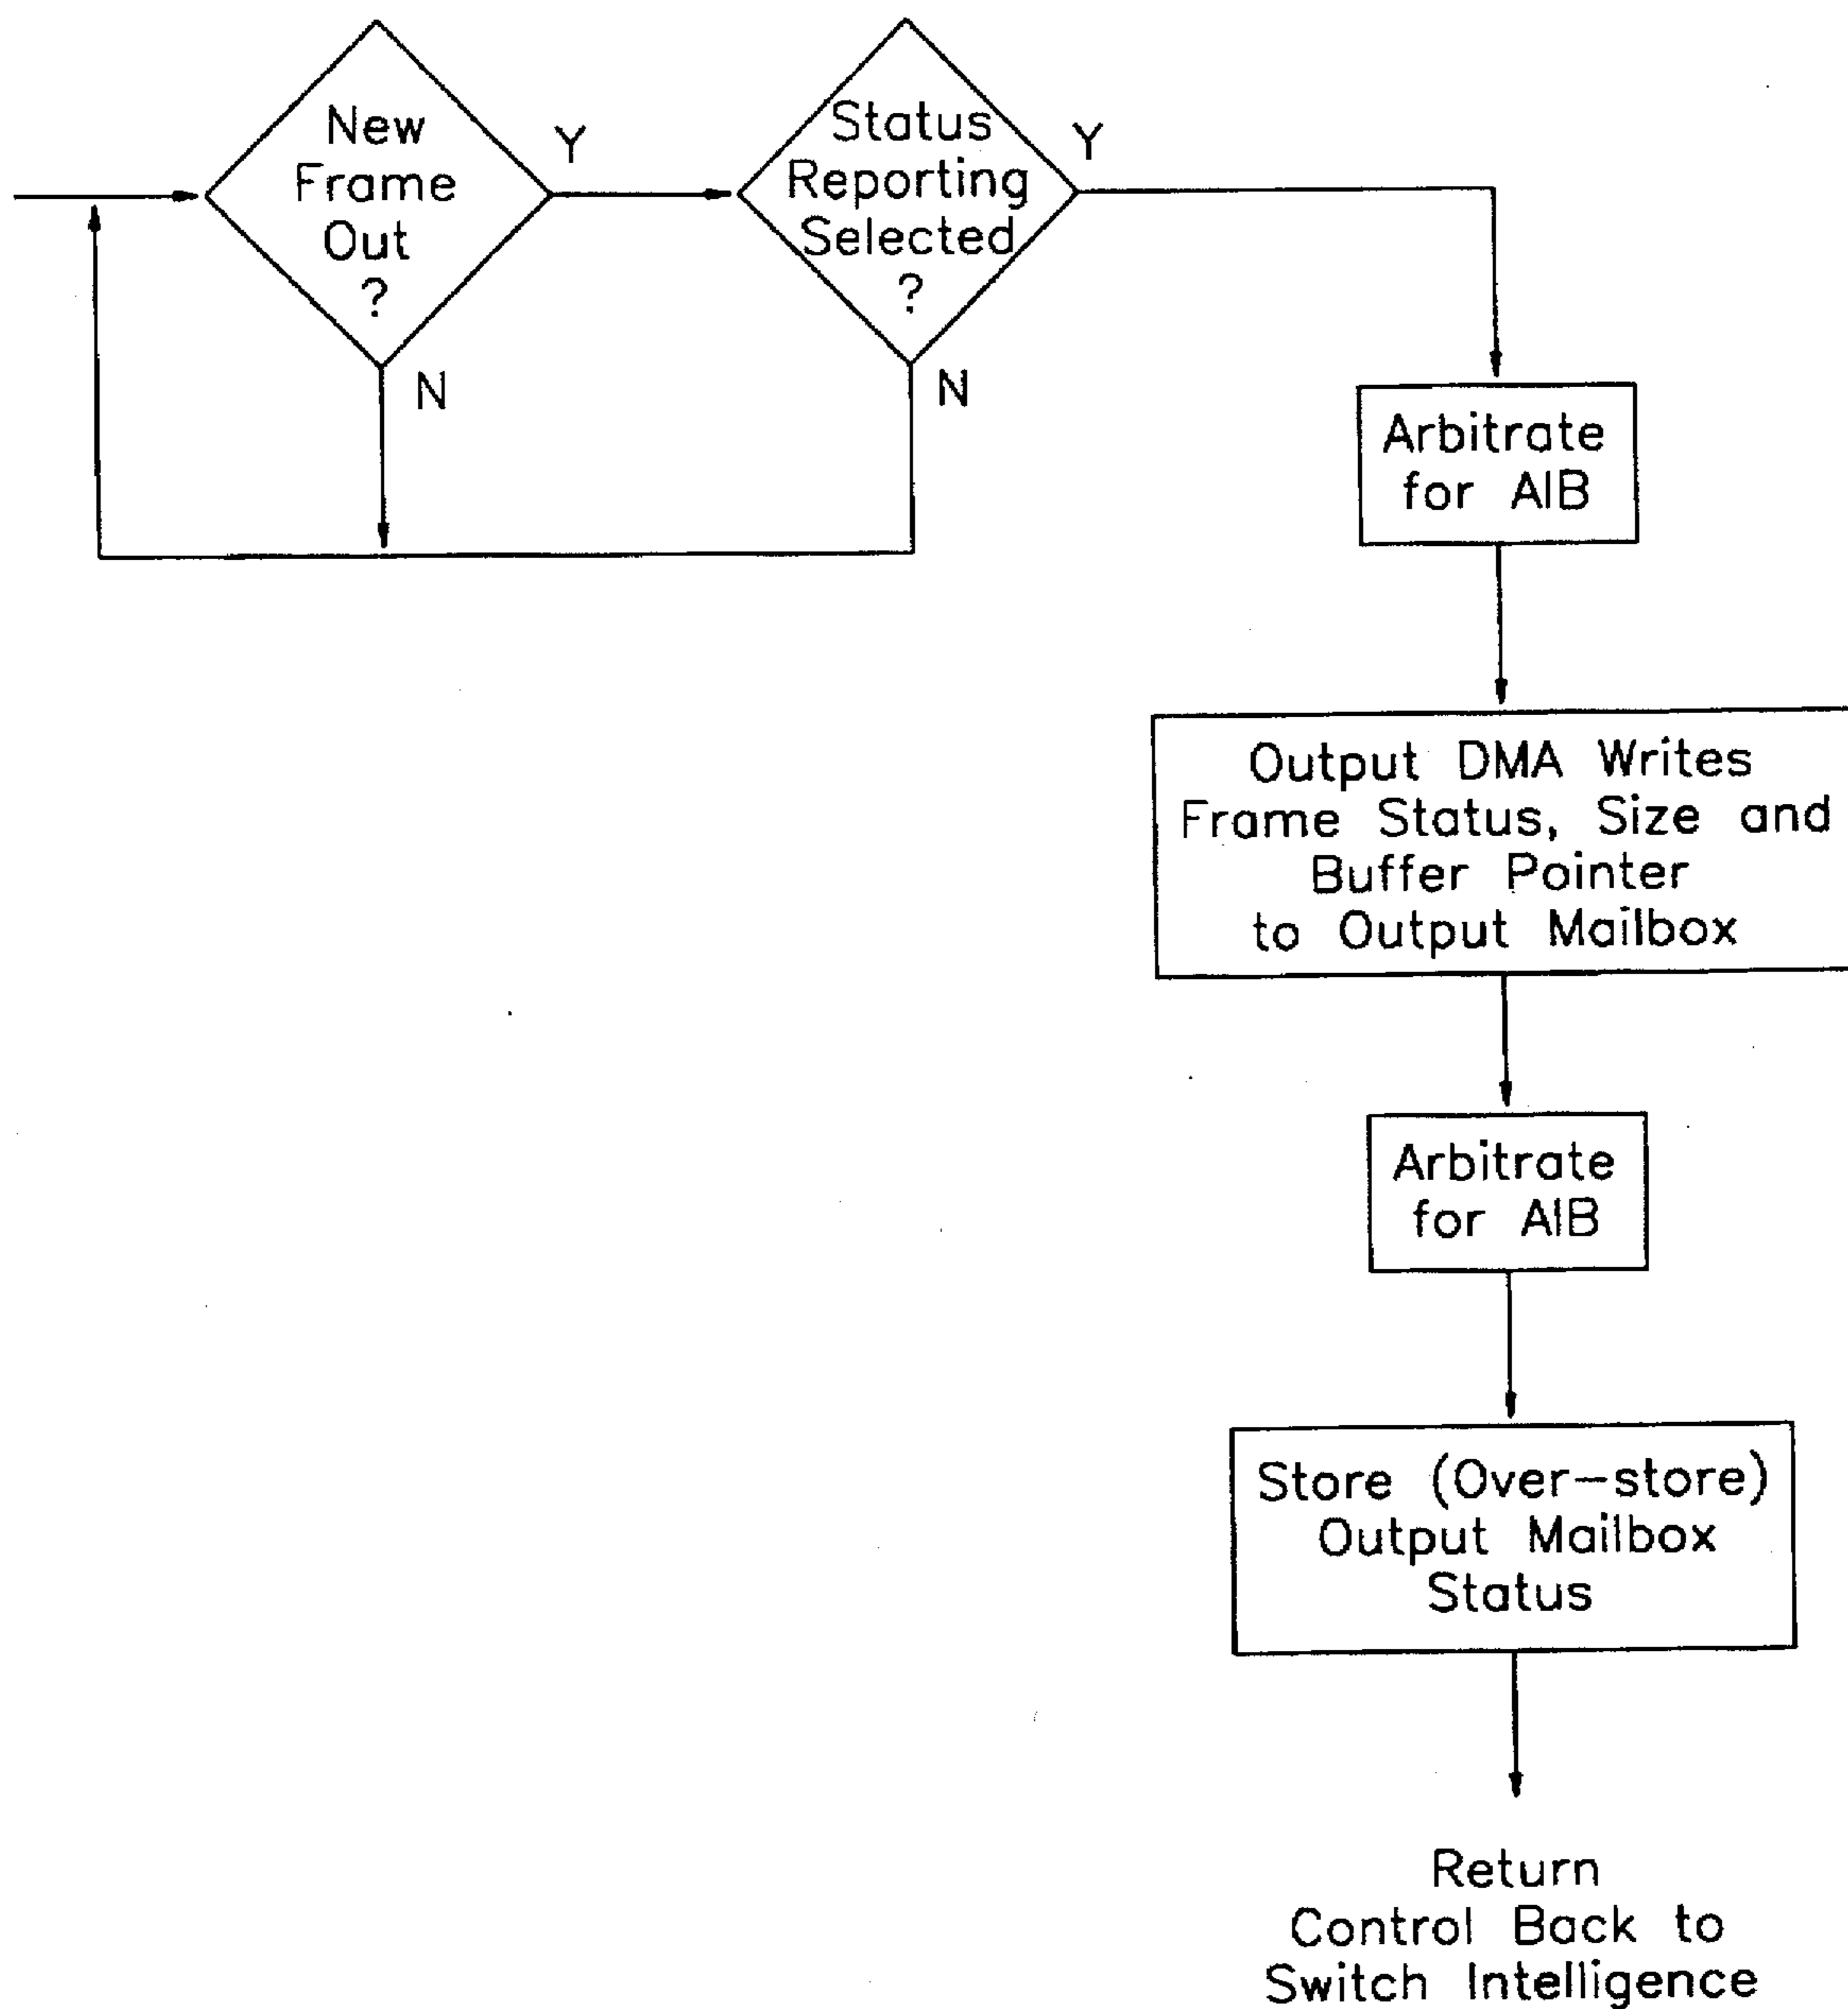 New
Frame
Out
?
Y
N
Status
Reporting
Selected
?
Y
N
Arbitrate
for AIB
Output DMA Writes
Frame Status, Size and
Buffer Pointer
to Output Mailbox
Arbitrate
for AIB
Store (Over-store)
Output Mailbox
Status
Return
Control Back to
Switch Intelligence